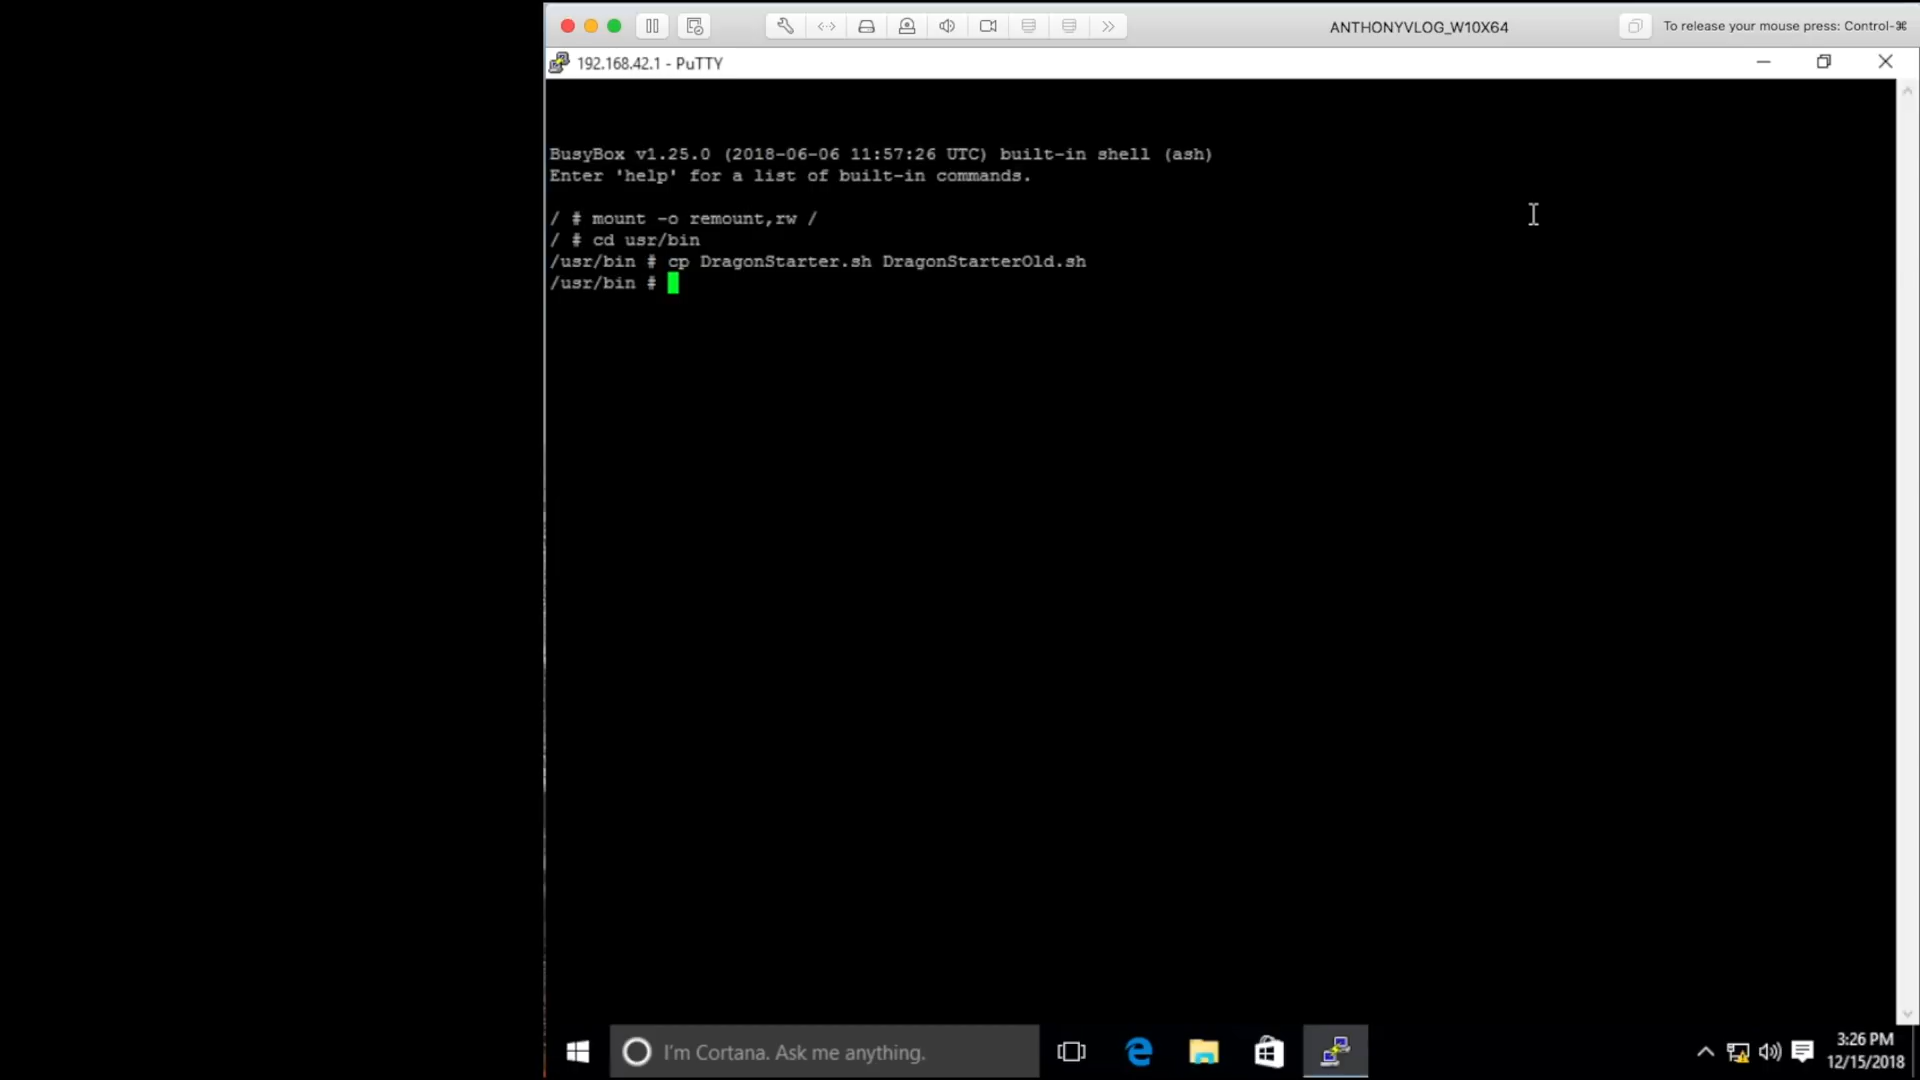 ANTHONYVLOG_W10X64
To release your mouse press: Control-⌘
192.168.42.1 - PuTTY
BusyBox v1.25.0 (2018-06-06 11:57:26 UTC) built-in shell (ash)
Enter 'help' for a list of built-in commands.
/ # mount -o remount,rw /
/ # cd usr/bin
/usr/bin # cp DragonStarter.sh DragonStarterOld.sh
/usr/bin #
I'm Cortana. Ask me anything.
3:26 PM
12/15/2018